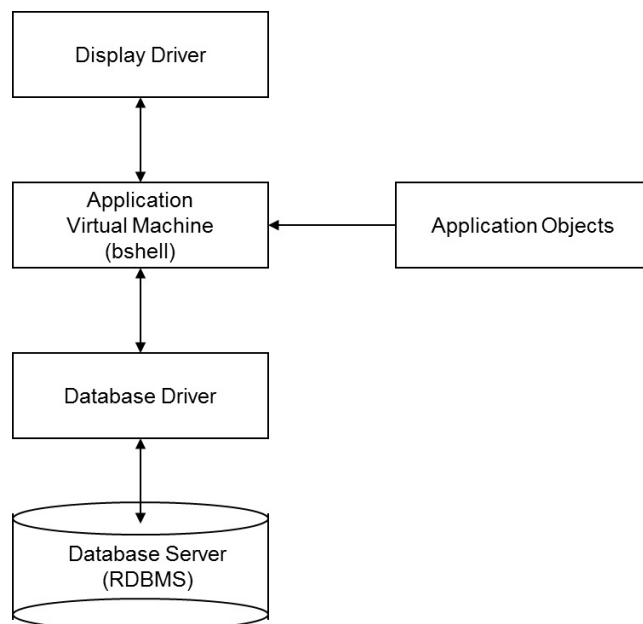 Display Driver
Application
Virtual Machine
(bshell)
Application Objects
Database Driver
Database Server
(RDBMS)